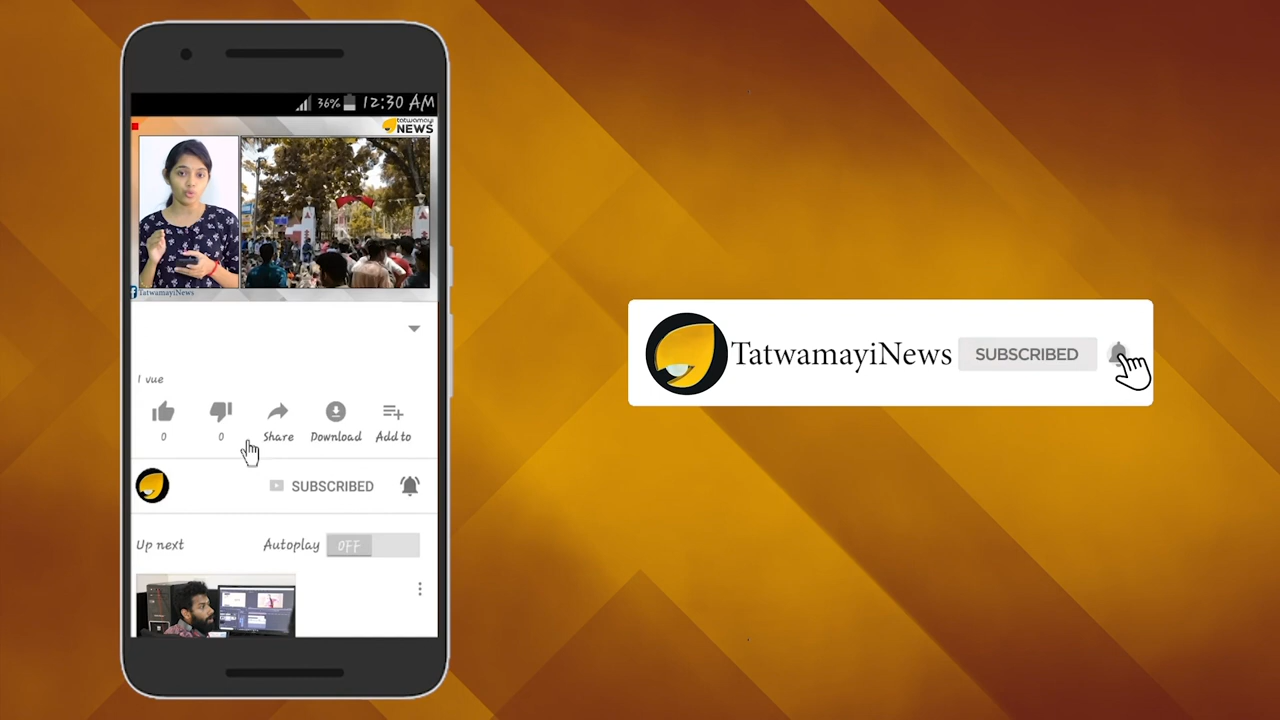 36% 12:30 AM
tatwamayi
NEWS
TatwamayiNews
1 vue
0
0
Share
Download
Add to
SUBSCRIBED
Up next
Autoplay
OFF
TatwamayiNews
SUBSCRIBED